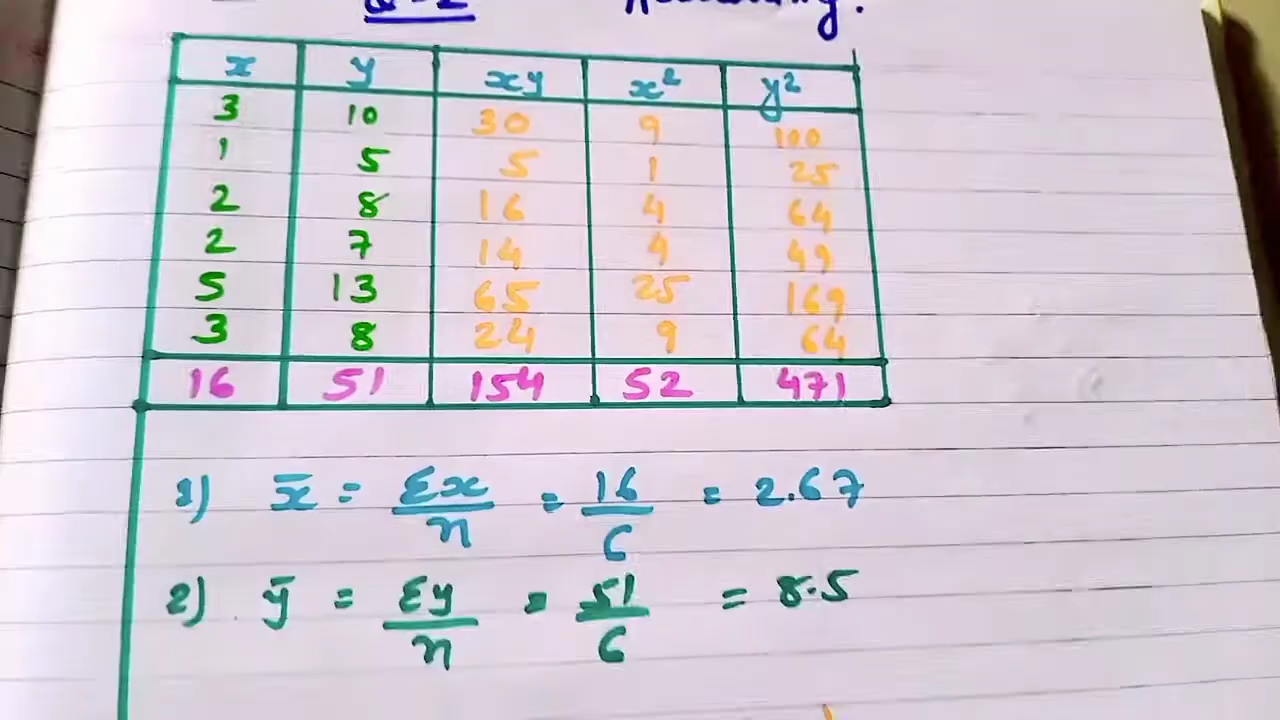 x y xy x² y²
3 10 30 9 100
1 5 5 1 25
2 8 16 4 64
2 7 14 4 49
5 13 65 25 169
3 8 24 9 64
16 51 154 52 471
1) x̄ = Σx/n = 16/6 = 2.67
2) ȳ = Σy/n = 51/6 = 8.5